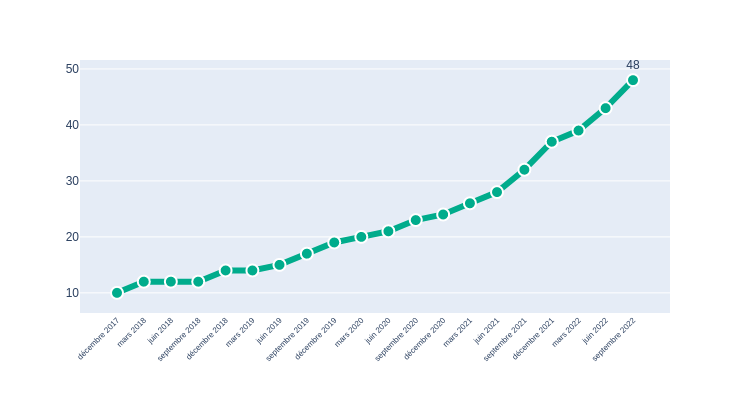 48
50
40
30
20
10
décembre 2017
mars 2018
juin 2018
septembre 2018
décembre 2018
mars 2019
juin 2019
septembre 2019
décembre 2019
mars 2020
juin 2020
septembre 2020
décembre 2020
mars 2021
juin 2021
septembre 2021
décembre 2021
mars 2022
juin 2022
septembre 2022